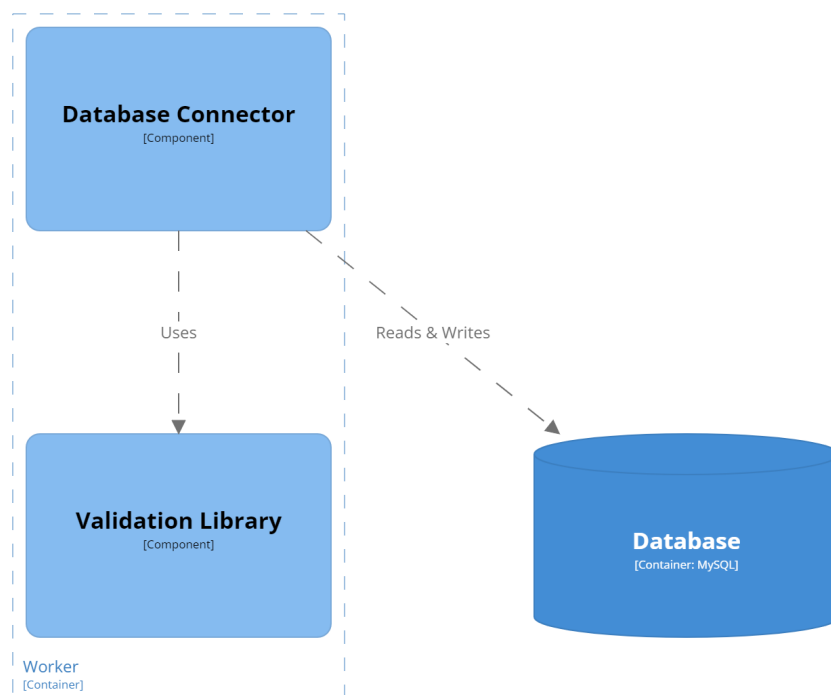 Database Connector
[Component]
Uses
Reads & Writes
Validation Library
[Component]
Database
[Container: MySQL]
Worker
[Container]